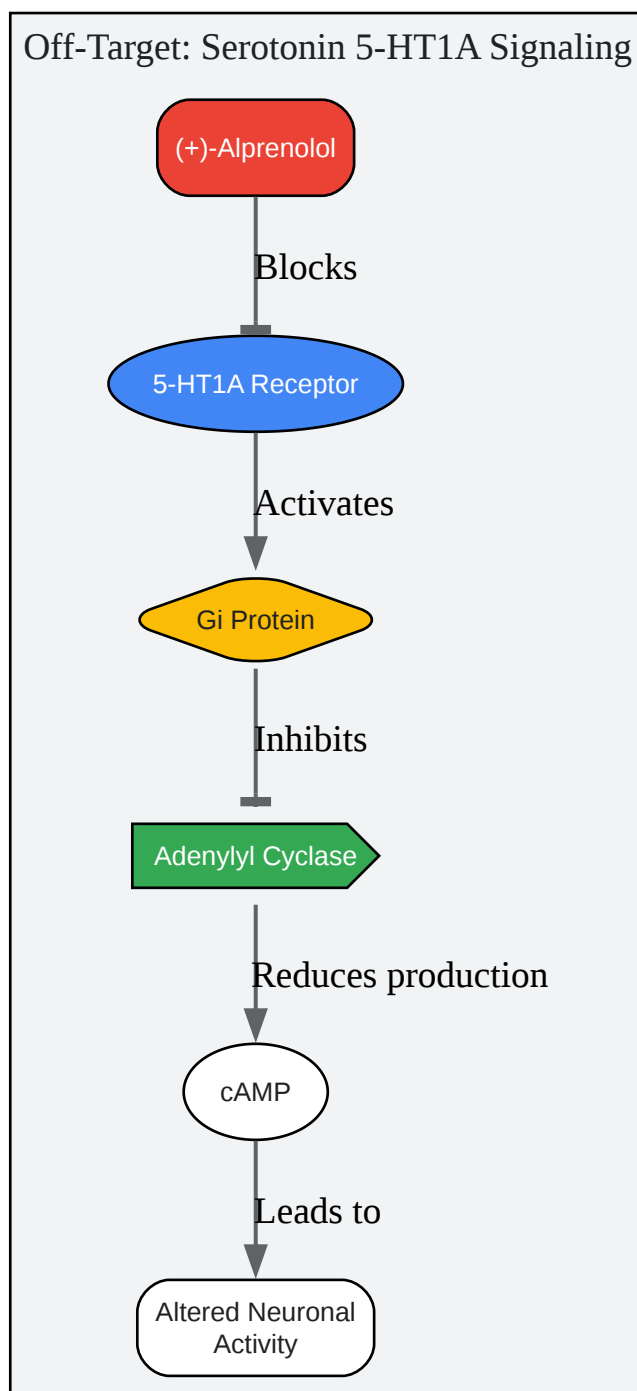 Off-Target: Serotonin 5-HT1A Signaling
(+)-Alprenolol
Blocks
5-HT1A Receptor
Activates
Gi Protein
Inhibits
Adenylyl Cyclase
Reduces production
cAMP
Leads to
Altered Neuronal
Activity